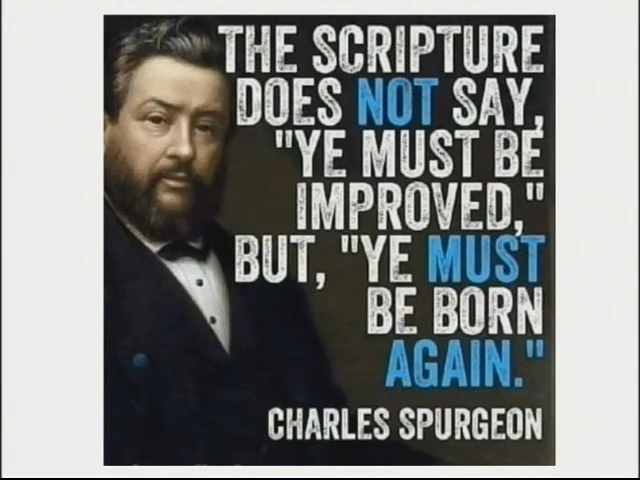 THE SCRIPTURE
DOES NOT SAY,
"YE MUST BE
IMPROVED,"
BUT, "YE MUST
BE BORN
AGAIN."
CHARLES SPURGEON